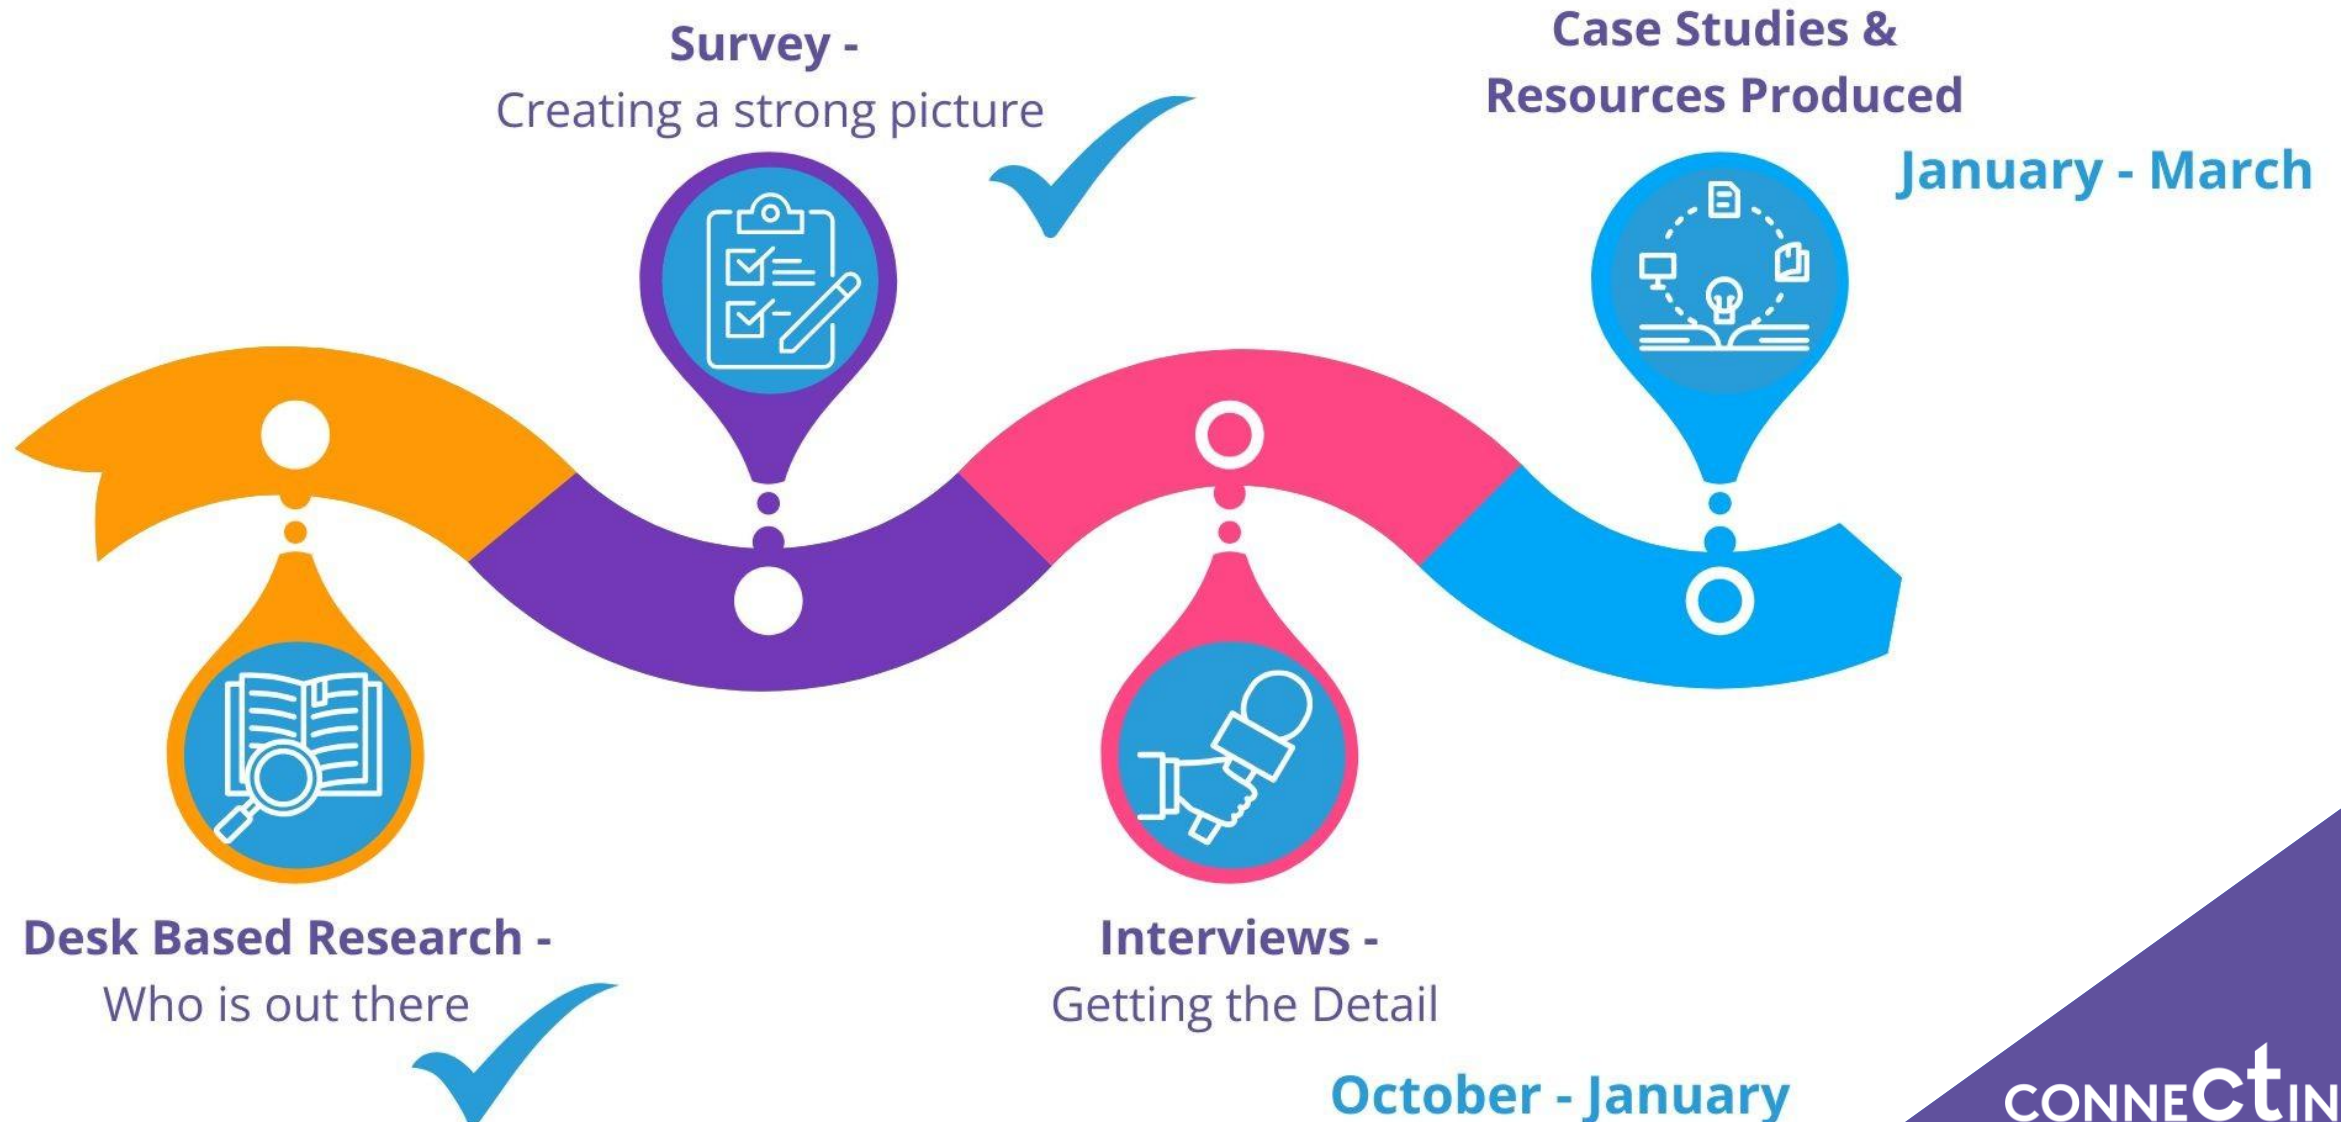 Survey -
Creating a strong picture
Case Studies &
Resources Produced
January - March
Desk Based Research -
Who is out there
Interviews -
Getting the Detail
October - January
CONNECtIN